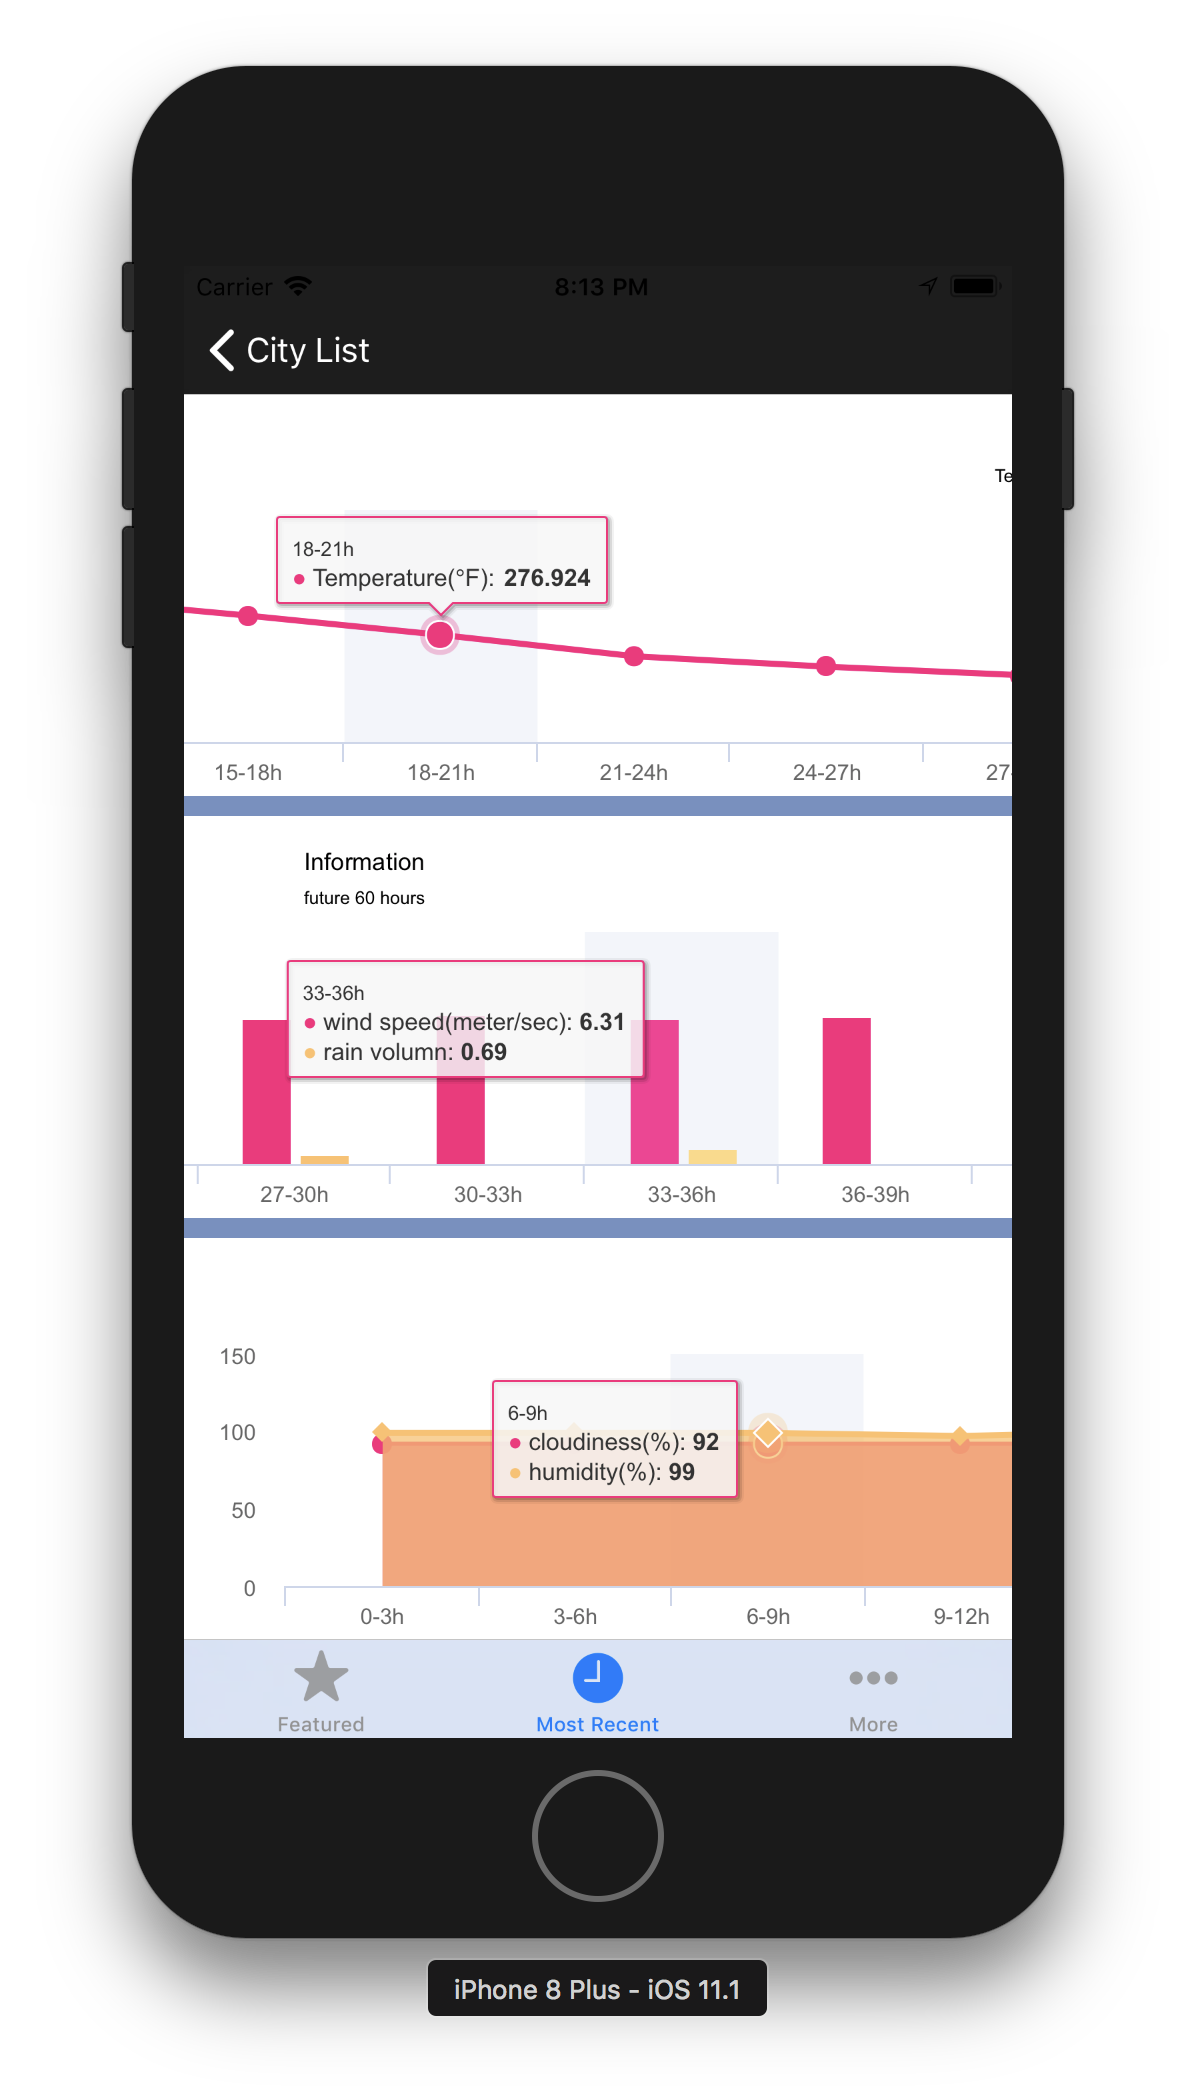 Carrier 8:13 PM
City List
Te
18-21h
Temperature(°F): 276.924
15-18h 18-21h 21-24h 24-27h 27-
Information
future 60 hours
33-36h
wind speed(meter/sec): 6.31
rain volumn: 0.69
27-30h 30-33h 33-36h 36-39h
150
100
50
0
6-9h
cloudiness(%): 92
humidity(%): 99
0-3h 3-6h 6-9h 9-12h
Featured Most Recent More
iPhone 8 Plus - iOS 11.1